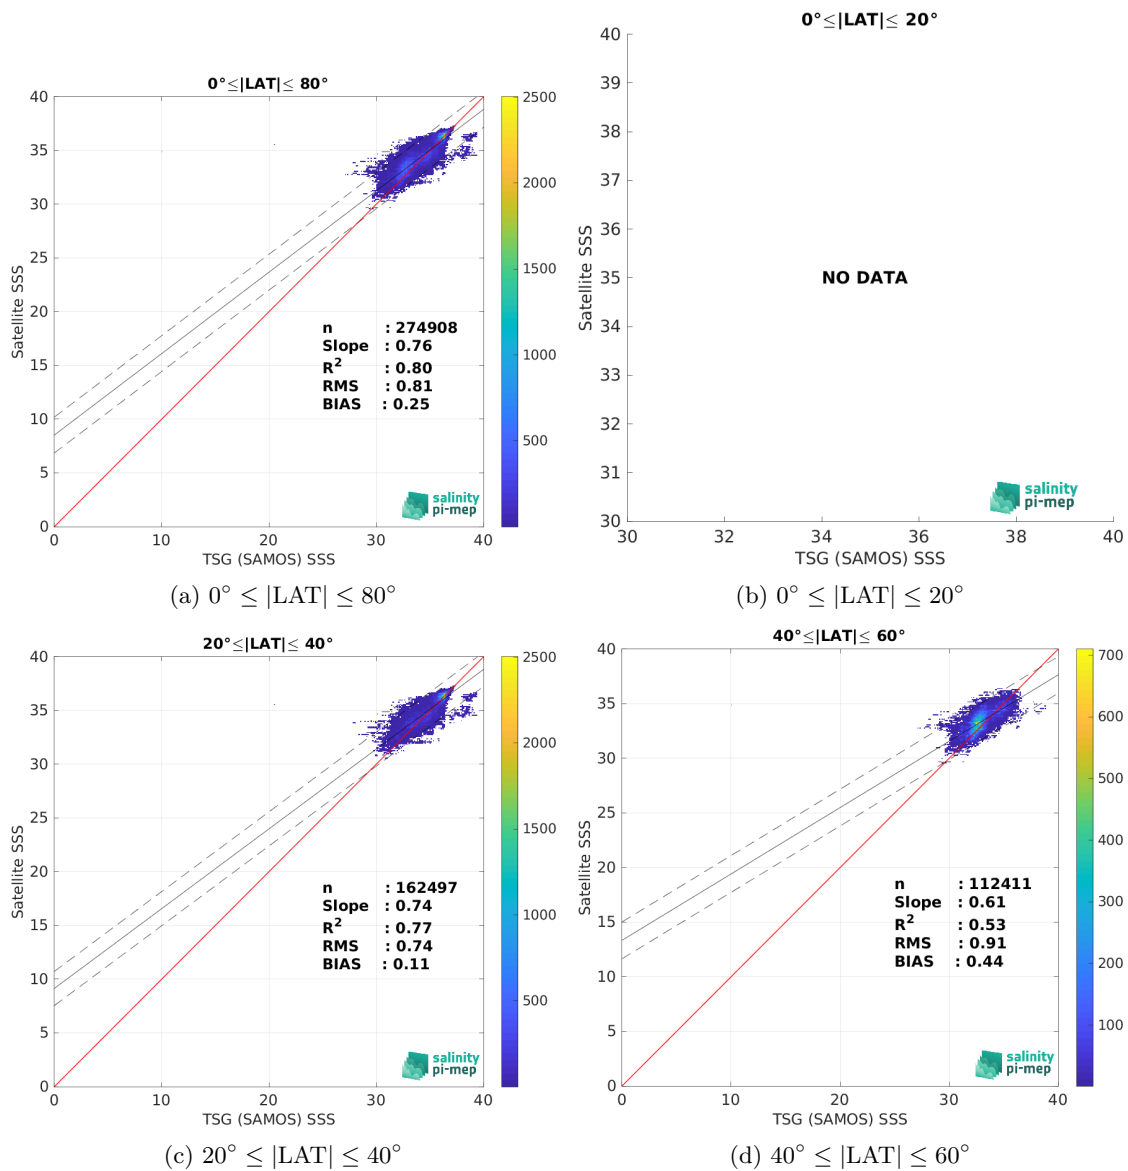 0°≤|LAT|≤ 80°
40
35
30
25
20
15
10
5
0
Satellite SSS
0
10
20
30
40
TSG (SAMOS) SSS
2500
2000
1500
1000
500
n : 274908
Slope : 0.76
R² : 0.80
RMS : 0.81
BIAS : 0.25
salinity
pi-mep
(a) 0° ≤ |LAT| ≤ 80°
0°≤|LAT|≤ 20°
40
39
38
37
36
35
34
33
32
31
30
Satellite SSS
NO DATA
30
32
34
36
38
40
TSG (SAMOS) SSS
salinity
pi-mep
(b) 0° ≤ |LAT| ≤ 20°
20°≤|LAT|≤ 40°
40
35
30
25
20
15
10
5
0
Satellite SSS
0
10
20
30
40
TSG (SAMOS) SSS
2500
2000
1500
1000
500
n : 162497
Slope : 0.74
R² : 0.77
RMS : 0.74
BIAS : 0.11
salinity
pi-mep
(c) 20° ≤ |LAT| ≤ 40°
40°≤|LAT|≤ 60°
40
35
30
25
20
15
10
5
0
Satellite SSS
0
10
20
30
40
TSG (SAMOS) SSS
700
600
500
400
300
200
100
n : 112411
Slope : 0.61
R² : 0.53
RMS : 0.91
BIAS : 0.44
salinity
pi-mep
(d) 40° ≤ |LAT| ≤ 60°